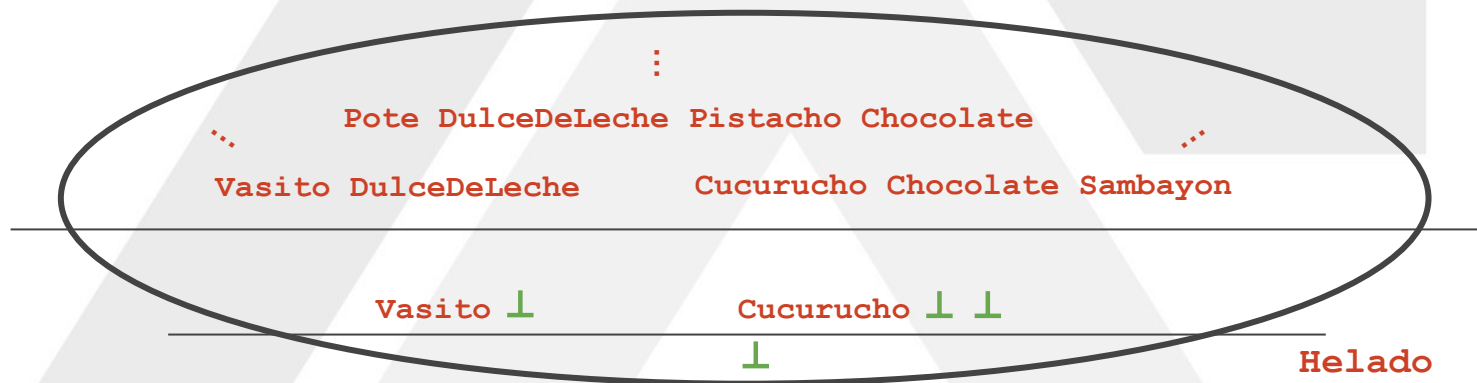 ⋮
Pote DulceDeLeche Pistacho Chocolate
⋱ ⋰
Vasito DulceDeLeche Cucurucho Chocolate Sambayon
Vasito ⊥ Cucurucho ⊥ ⊥
⊥
Helado